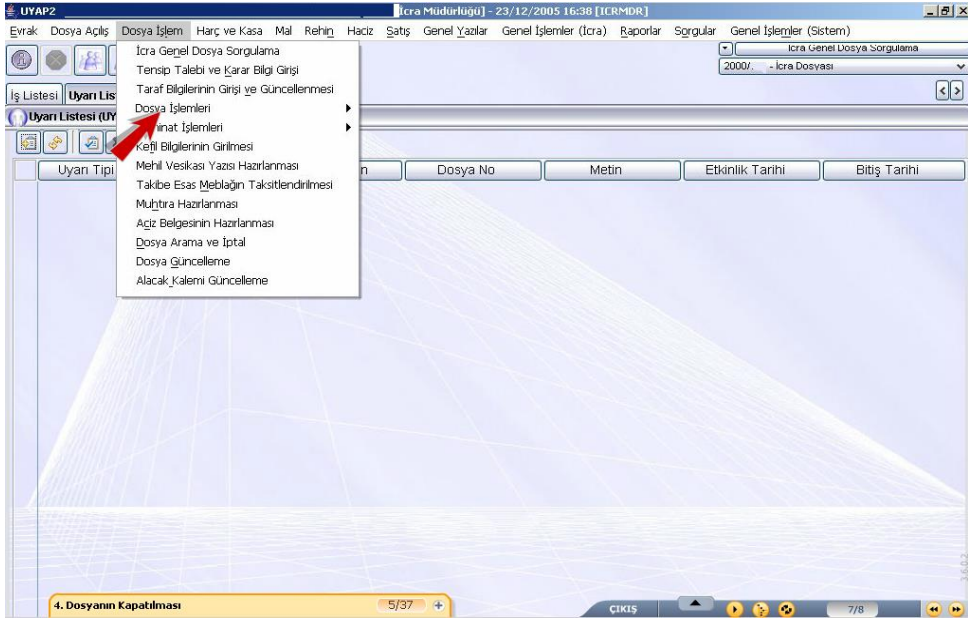 UYAP2 İcra Müdürlüğü] - 23/12/2005 16:38 [ICRMDR]
Evrak Dosya Açılış Dosya İşlem Harç ve Kasa Mal Rehin Haciz Satış Genel Yazılar Genel İşlemler (İcra) Raporlar Sorgular Genel İşlemler (Sistem)
İcra Genel Dosya Sorgulama
2000/. - İcra Dosyası
İş Listesi Uyarı Lis
Uyarı Listesi (UY
İcra Genel Dosya Sorgulama
Tensip Talebi ve Karar Bilgi Girişi
Taraf Bilgilerinin Girişi ve Güncellenmesi
Dosya İşlemleri
inat İşlemleri
Kefil Bilgilerinin Girilmesi
Mehil Vesikası Yazısı Hazırlanması
Takibe Esas Meblağın Taksitlendirilmesi
Muhtıra Hazırlanması
Aciz Belgesinin Hazırlanması
Dosya Arama ve İptal
Dosya Güncelleme
Alacak Kalemi Güncelleme
Uyarı Tipi n Dosya No Metin Etkinlik Tarihi Bitiş Tarihi
3.6.0.2
4. Dosyanın Kapatılması 5/37 + ÇIKIŞ 7/8